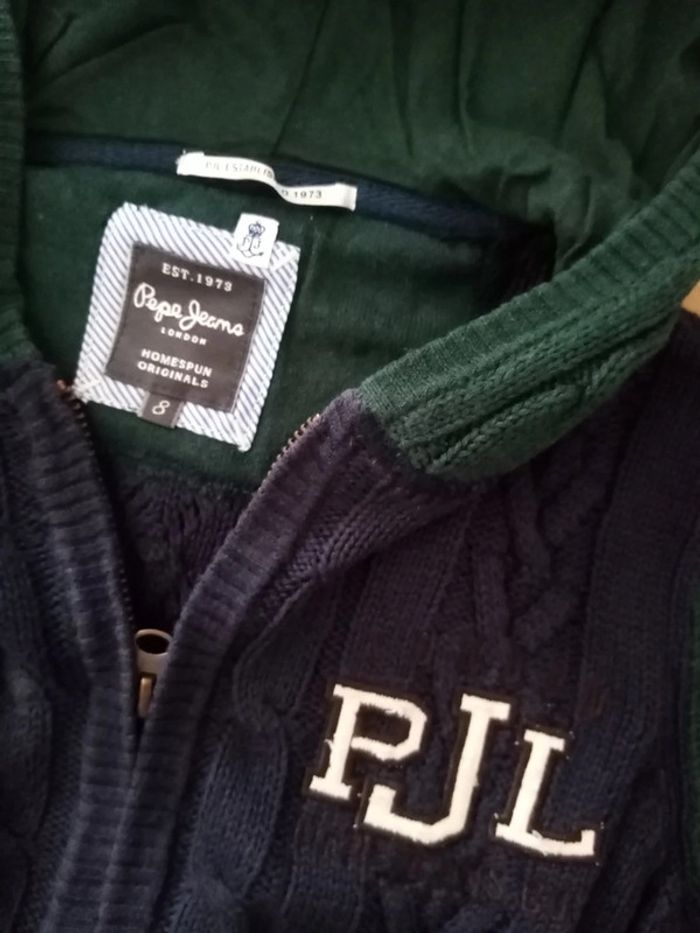 1973
EST.1973
Pepe Jeans
LONDON
HOMESPUN
ORIGINALS
8
PJL